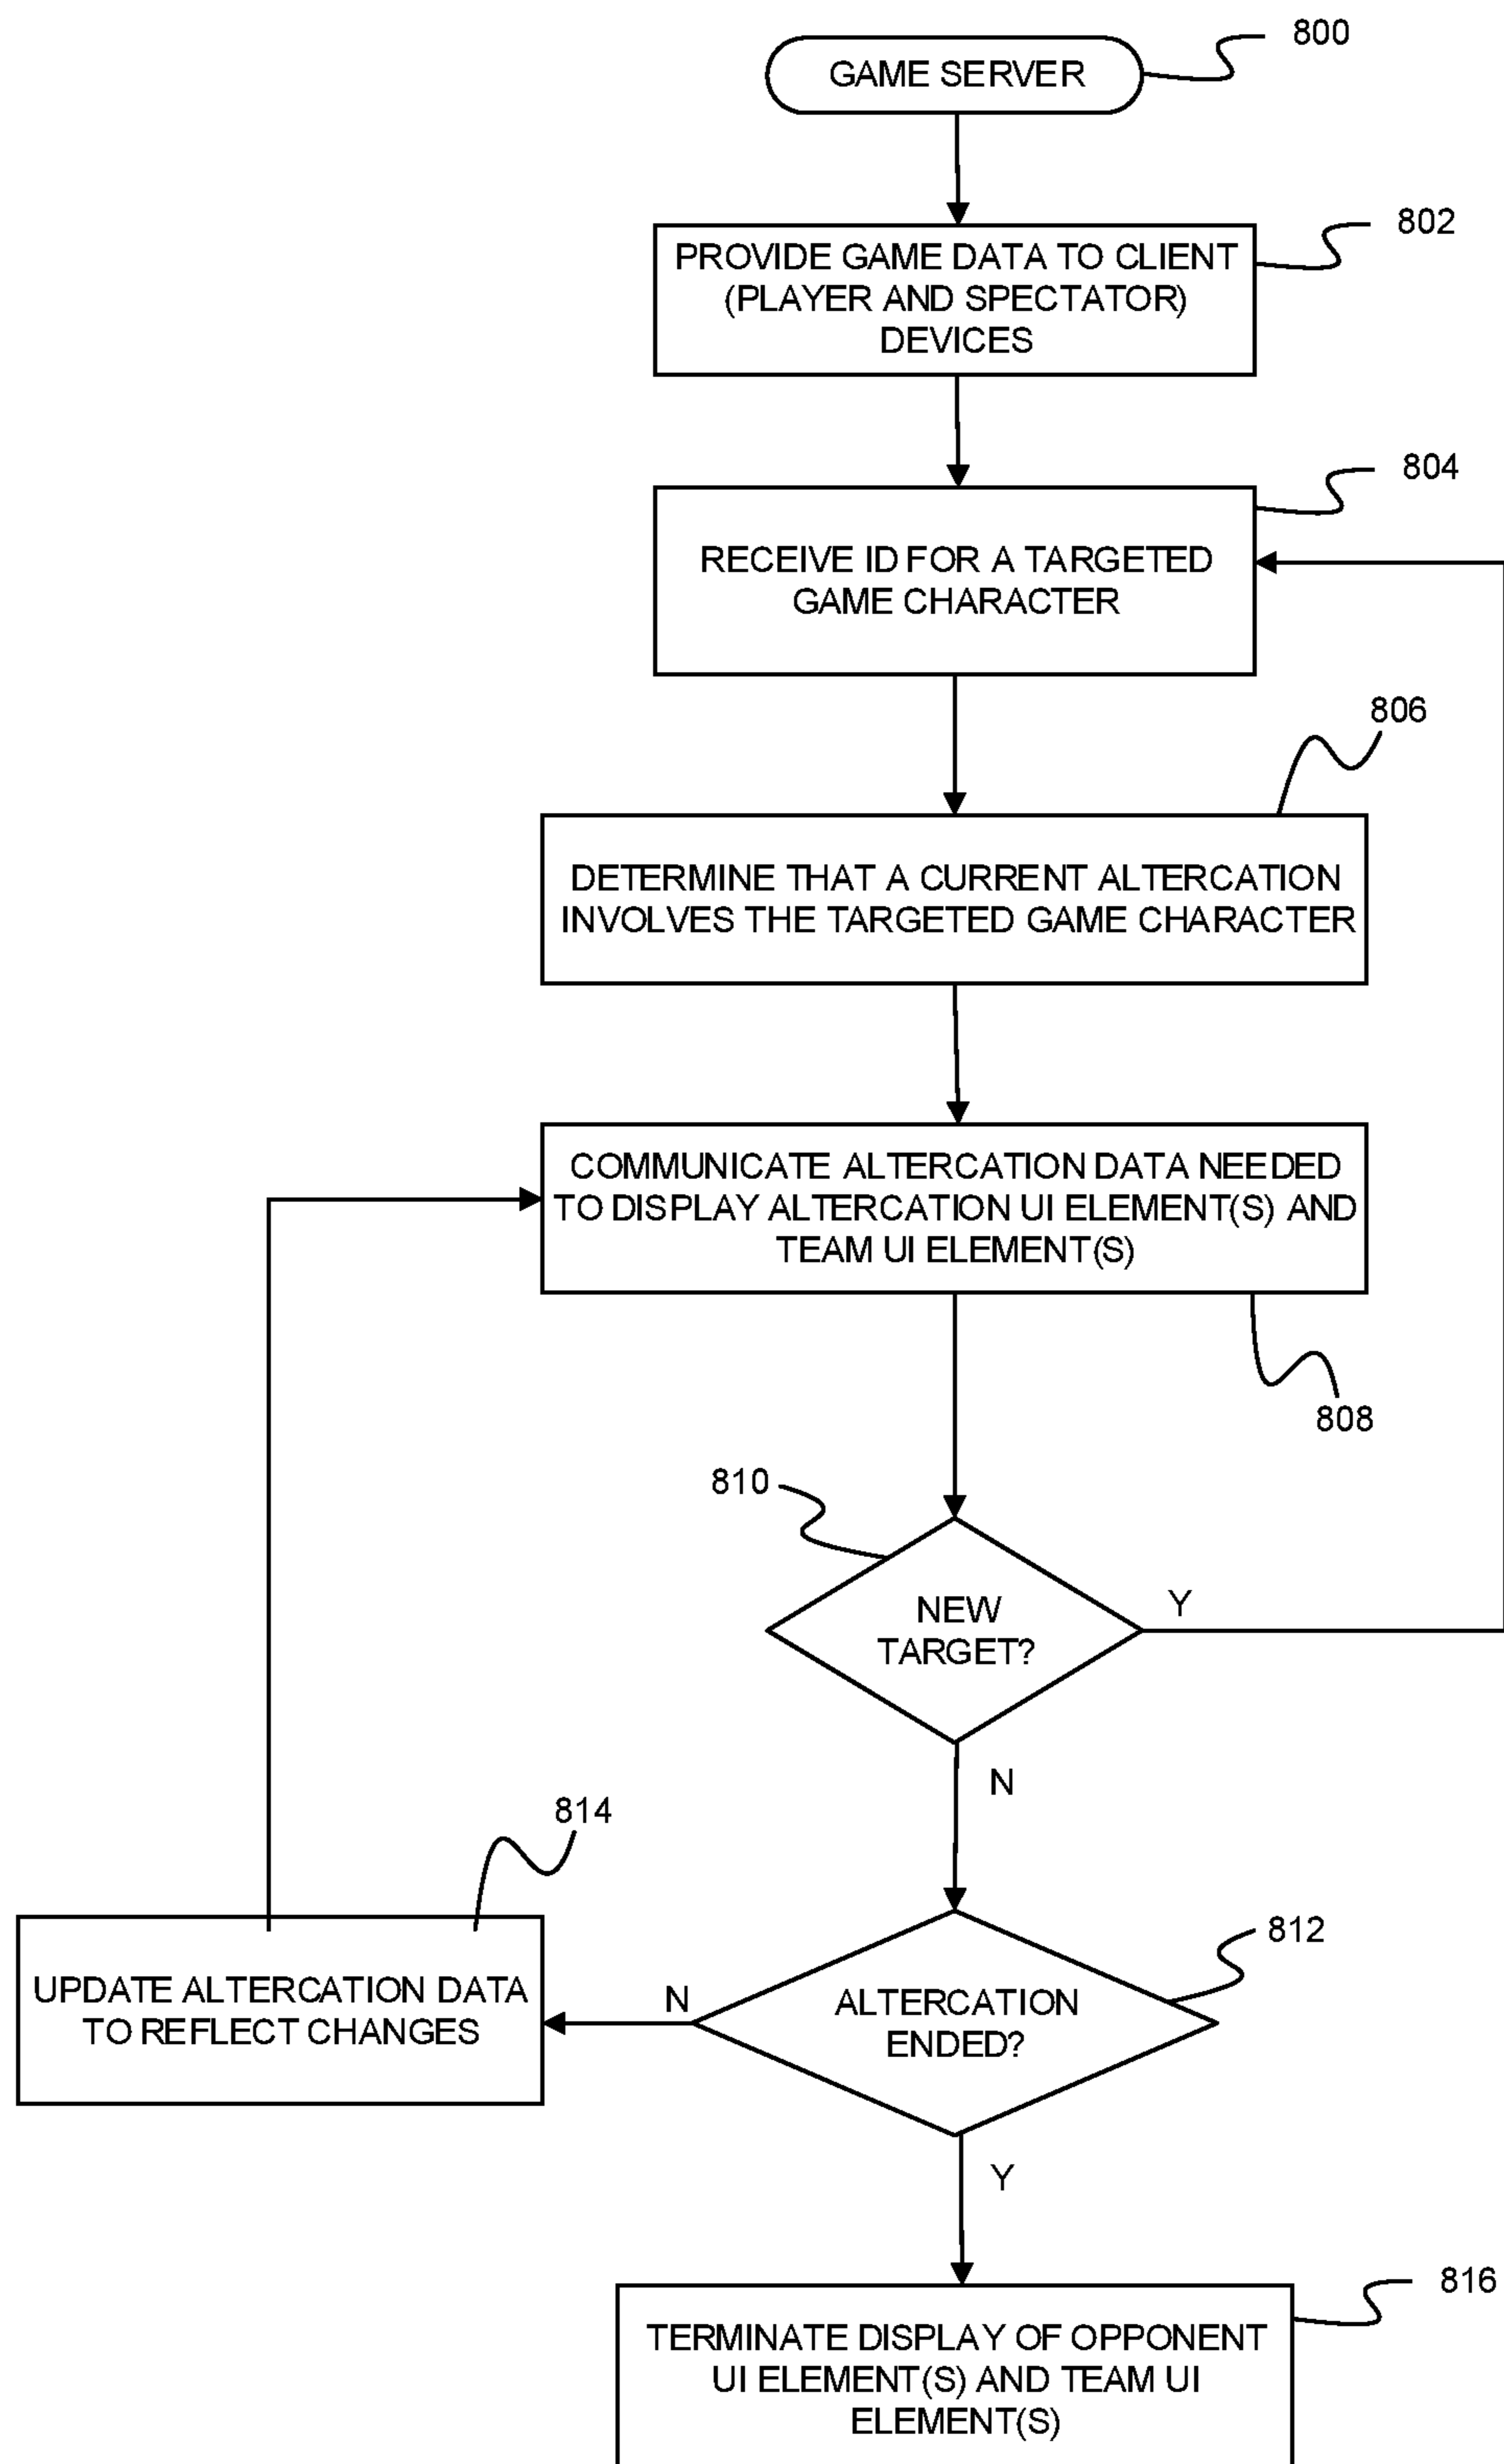 800
GAME SERVER
802
PROVIDE GAME DATA TO CLIENT
(PLAYER AND SPECTATOR)
DEVICES
804
RECEIVE ID FOR A TARGETED
GAME CHARACTER
806
DETERMINE THAT A CURRENT ALTERCATION
INVOLVES THE TARGETED GAME CHARACTER
COMMUNICATE ALTERCATION DATA NEEDED
TO DISPLAY ALTERCATION UI ELEMENT(S) AND
TEAM UI ELEMENT(S)
808
810
NEW
TARGET?
Y
N
814
812
UPDATE ALTERCATION DATA
TO REFLECT CHANGES
N
ALTERCATION
ENDED?
Y
816
TERMINATE DISPLAY OF OPPONENT
UI ELEMENT(S) AND TEAM UI
ELEMENT(S)